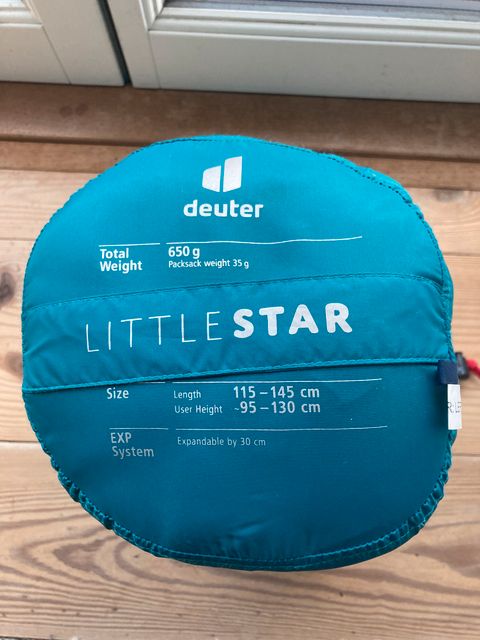 deuter
Total Weight 650 g
Packsack weight 35 g
LITTLE STAR
Size Length 115 – 145 cm
User Height ~95 – 130 cm
EXP System Expandable by 30 cm